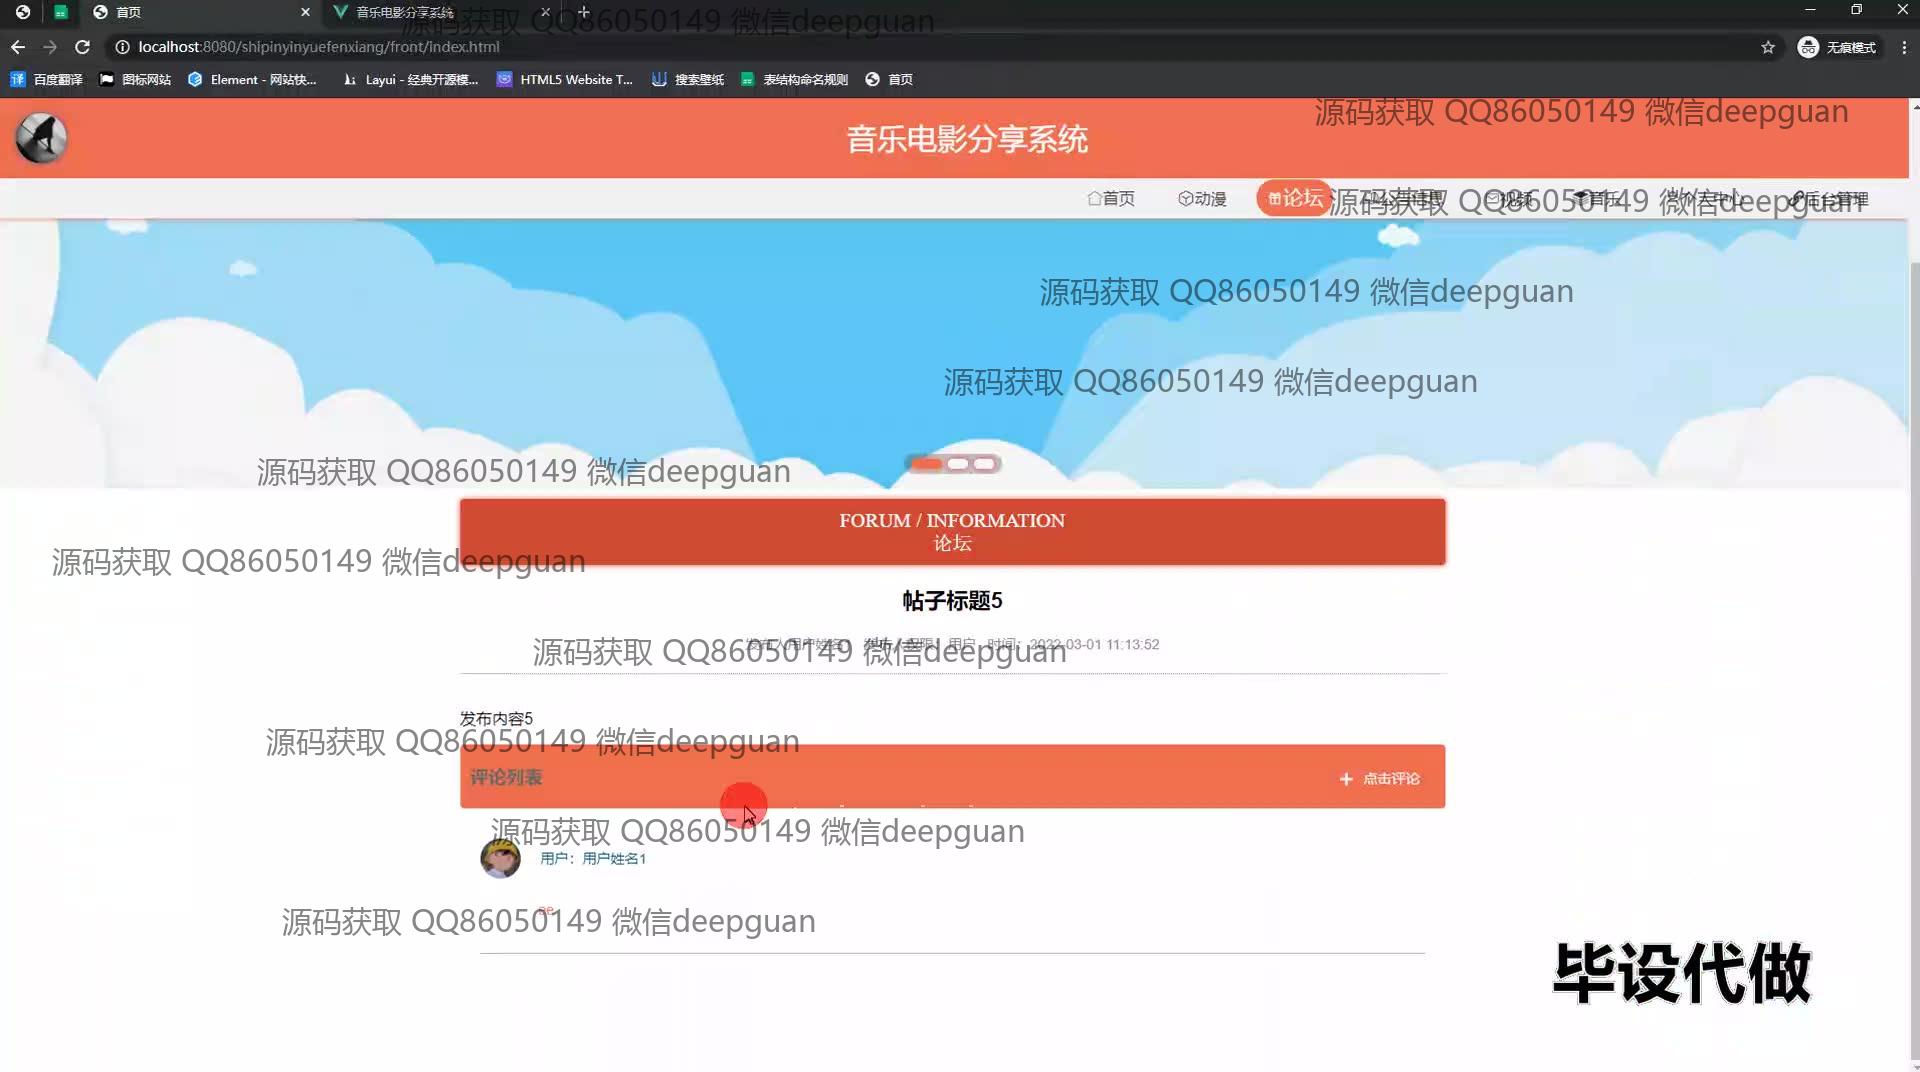 首页
音乐电影分享系统
源码获取 QQ86050149 微信deepguan
localhost:8080/shipinyinyuefenxiang/front/index.html
无痕模式
百度翻译
图标网站
Element - 网站快...
Layui - 经典开源模...
HTML5 Website T...
搜索壁纸
表结构命名规则
首页
源码获取 QQ86050149 微信deepguan
音乐电影分享系统
首页
动漫
论坛
视频
音乐
个人中心
后台管理
源码获取 QQ86050149 微信deepguan
源码获取 QQ86050149 微信deepguan
源码获取 QQ86050149 微信deepguan
源码获取 QQ86050149 微信deepguan
FORUM / INFORMATION
论坛
源码获取 QQ86050149 微信deepguan
帖子标题5
用户 时间：2022-03-01 11:13:52
源码获取 QQ86050149 微信deepguan
发布内容5
源码获取 QQ86050149 微信deepguan
评论列表
点击评论
源码获取 QQ86050149 微信deepguan
用户：用户姓名1
源码获取 QQ86050149 微信deepguan
毕设代做